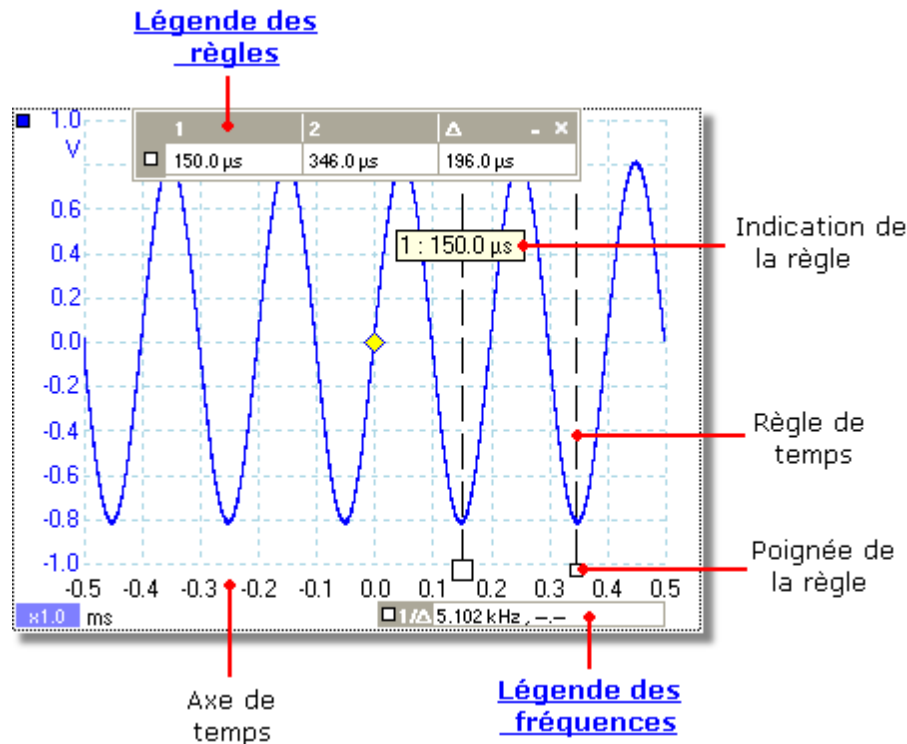 Légende des
règles
1.0
V
0.6
0.4
0.2
0.0
-0.2
-0.4
-0.6
-0.8
-1.0
1 2 Δ - ×
150.0 µs 346.0 µs 196.0 µs
1 : 150.0 µs
Indication de
la règle
Règle de
temps
Poignée de
la règle
-0.5 -0.4 -0.3 -0.2 -0.1 0.0 0.1 0.2 0.3 0.4 0.5
x1.0 ms
1/Δ 5.102 kHz , --.--
Axe de
temps
Légende des
fréquences